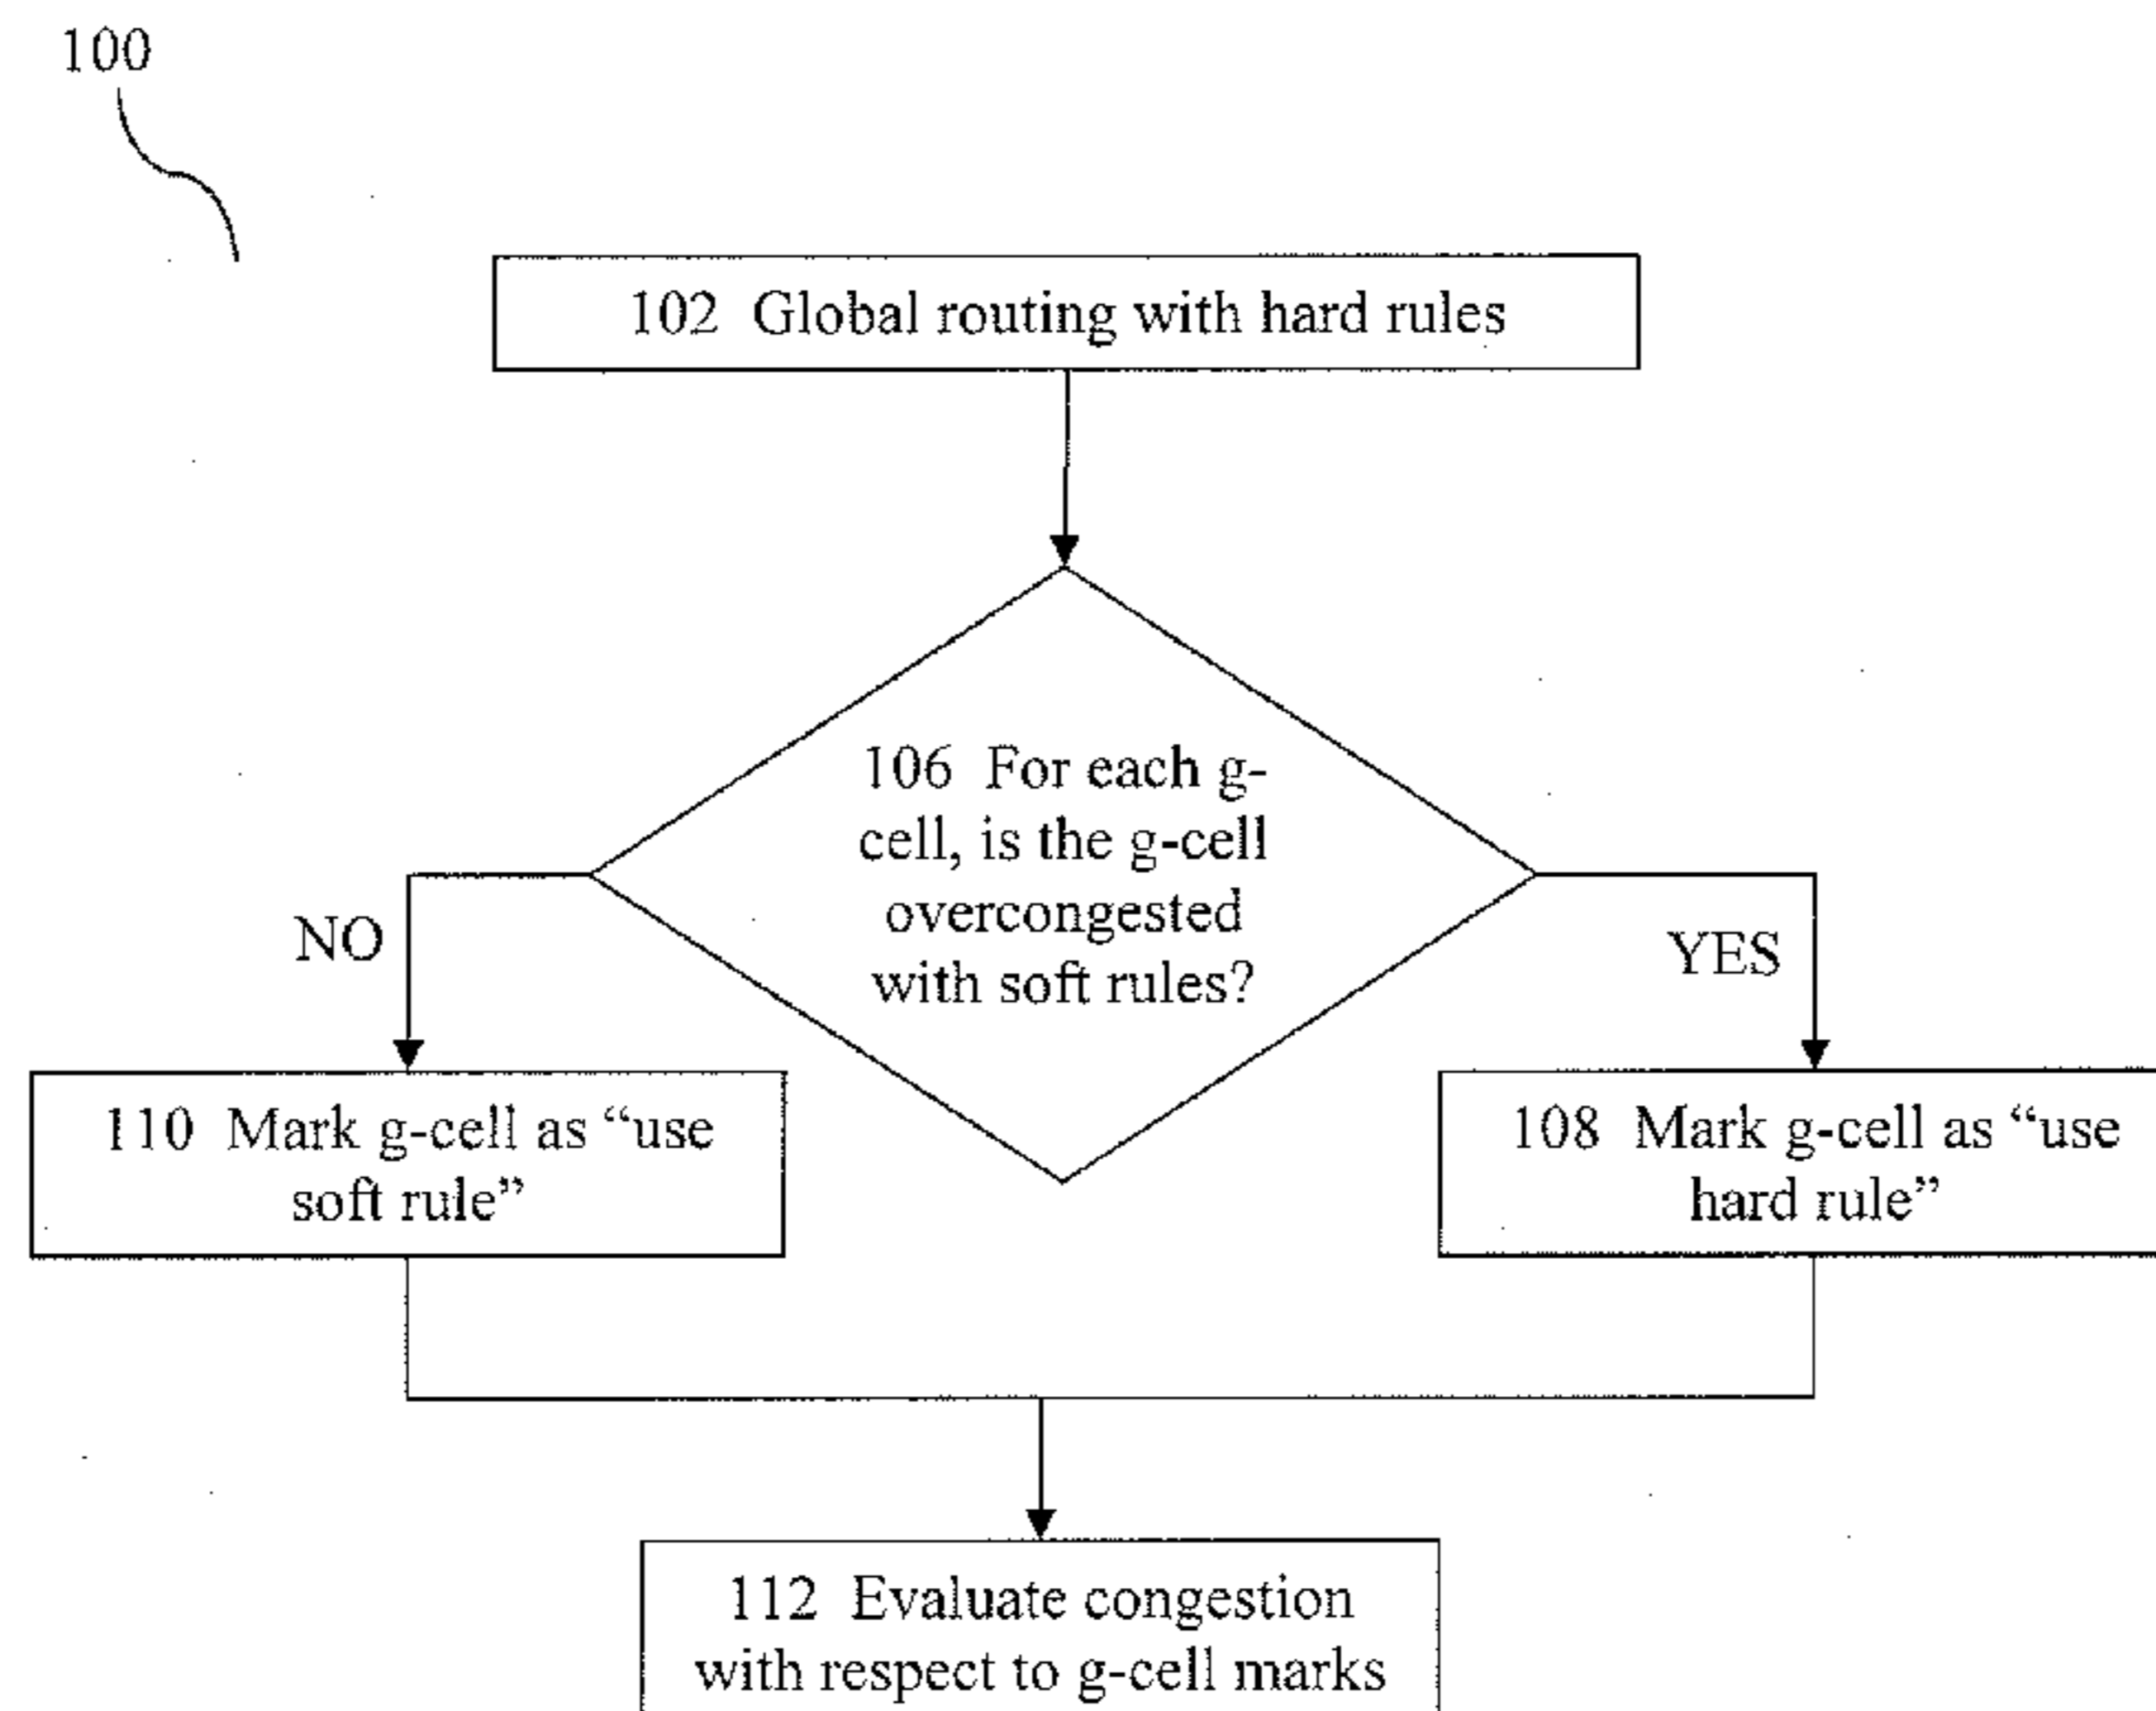 100
102 Global routing with hard rules
106 For each g-
cell, is the g-cell
overcongested
with soft rules?
NO
YES
110 Mark g-cell as “use
soft rule”
108 Mark g-cell as “use
hard rule”
112 Evaluate congestion
with respect to g-cell marks